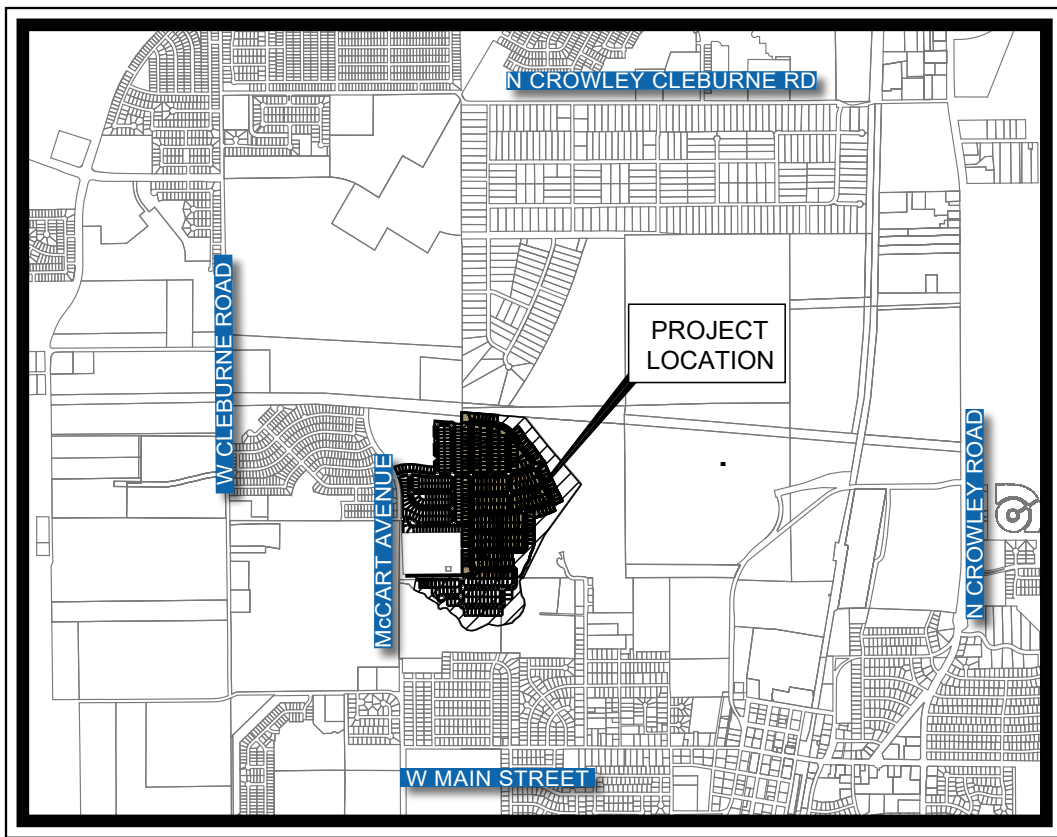 N CROWLEY CLEBURNE RD
W CLEBURNE ROAD
PROJECT
LOCATION
McCART AVENUE
N CROWLEY ROAD
W MAIN STREET